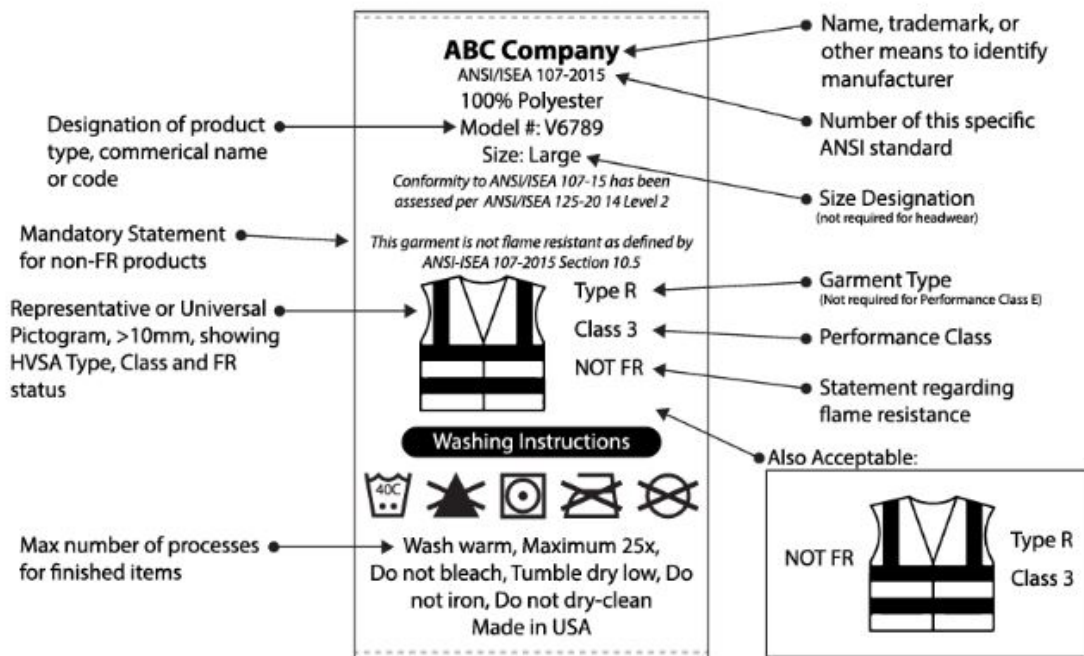 ABC Company
ANSI/ISEA 107-2015
100% Polyester
Model #: V6789
Size: Large
Conformity to ANSI/ISEA 107-15 has been
assessed per ANSI/ISEA 125-20 14 Level 2
This garment is not flame resistant as defined by
ANSI-ISEA 107-2015 Section 10.5
Type R
Class 3
NOT FR
Washing Instructions
40C
Wash warm, Maximum 25x,
Do not bleach, Tumble dry low, Do
not iron, Do not dry-clean
Made in USA
Designation of product
type, commerical name
or code
Mandatory Statement
for non-FR products
Representative or Universal
Pictogram, >10mm, showing
HVSA Type, Class and FR
status
Max number of processes
for finished items
Name, trademark, or
other means to identify
manufacturer
Number of this specific
ANSI standard
Size Designation
(not required for headwear)
Garment Type
(Not required for Performance Class E)
Performance Class
Statement regarding
flame resistance
Also Acceptable:
NOT FR
Type R
Class 3